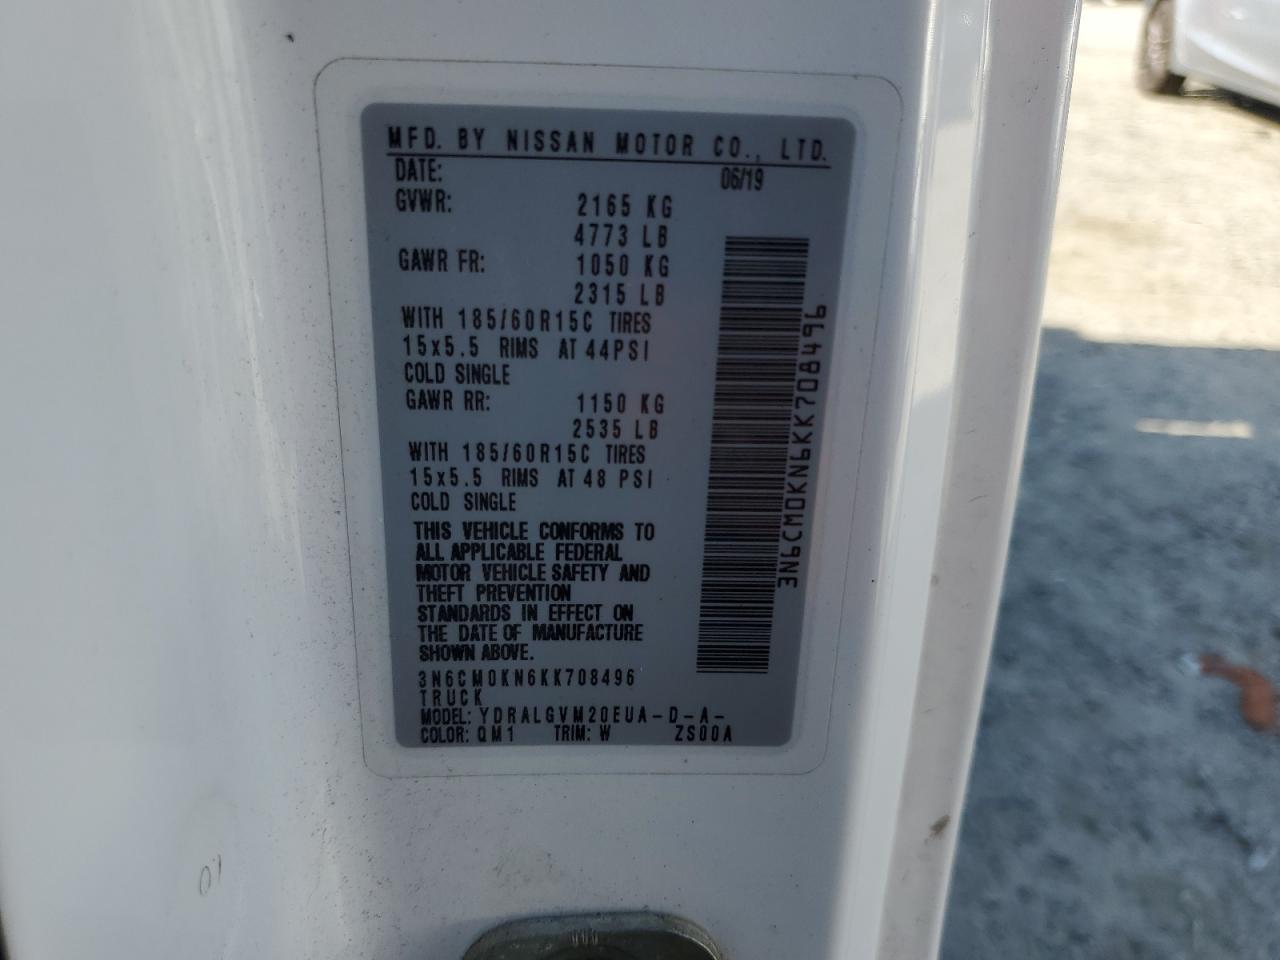 MFD. BY NISSAN MOTOR CO., LTD.
DATE: 06/19
GVWR: 2165 KG
4773 LB
GAWR FR: 1050 KG
2315 LB
WITH 185/60R15C TIRES
15x5.5 RIMS AT 44PSI
COLD SINGLE
GAWR RR: 1150 KG
2535 LB
WITH 185/60R15C TIRES
15x5.5 RIMS AT 48 PSI
COLD SINGLE
THIS VEHICLE CONFORMS TO
ALL APPLICABLE FEDERAL
MOTOR VEHICLE SAFETY AND
THEFT PREVENTION
STANDARDS IN EFFECT ON
THE DATE OF MANUFACTURE
SHOWN ABOVE.
3N6CM0KN6KK708496
TRUCK
MODEL: YDRALGVM20EUA-D-A-
COLOR: QM1 TRIM: W ZS00A
3N6CM0KN6KK708496